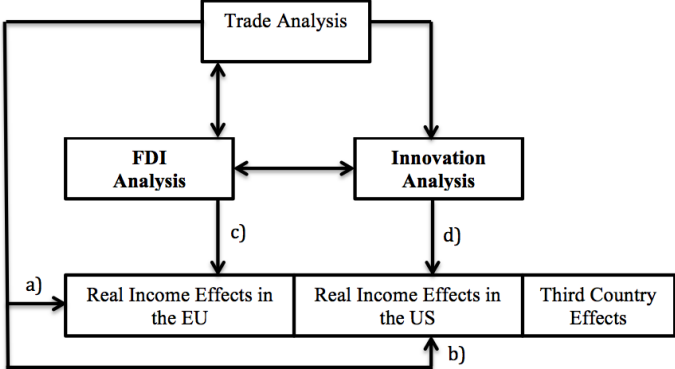 Trade Analysis
FDI
Analysis
Innovation
Analysis
c)
d)
a)
Real Income Effects in
the EU
Real Income Effects in
the US
Third Country
Effects
b)